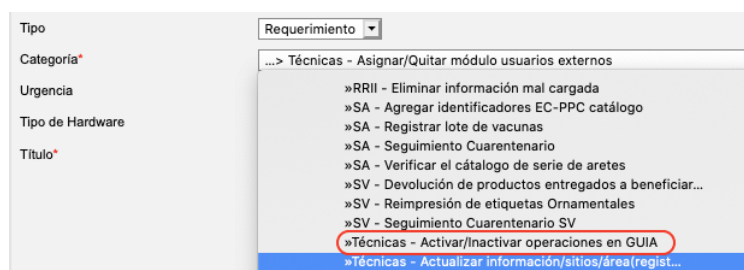 Tipo
Requerimiento
Categoría*
...> Técnicas - Asignar/Quitar módulo usuarios externos
Urgencia
»RRII - Eliminar información mal cargada
»SA - Agregar identificadores EC-PPC catálogo
Tipo de Hardware
»SA - Registrar lote de vacunas
»SA - Seguimiento Cuarentenario
Título*
»SA - Verificar el cátalogo de serie de aretes
»SV - Devolución de productos entregados a beneficiar...
»SV - Reimpresión de etiquetas Ornamentales
»SV - Seguimiento Cuarentenario SV
»Técnicas - Activar/Inactivar operaciones en GUIA
»Técnicas - Actualizar información/sitios/área(regist...